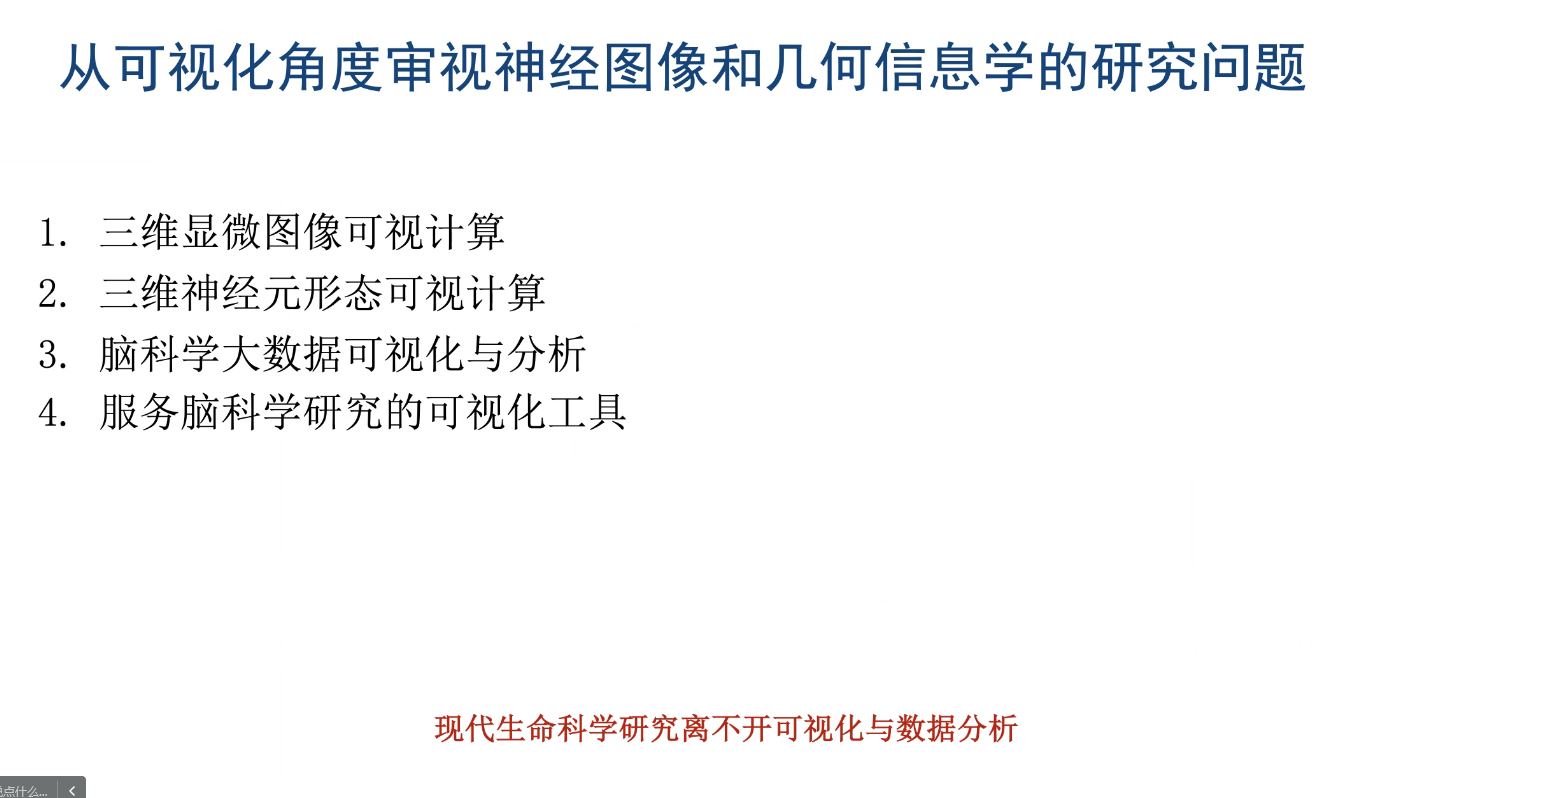 从可视化角度审视神经图像和几何信息学的研究问题
1. 三维显微图像可视计算
2. 三维神经元形态可视计算
3. 脑科学大数据可视化与分析
4. 服务脑科学研究的可视化工具
现代生命科学研究离不开可视化与数据分析
点什么...